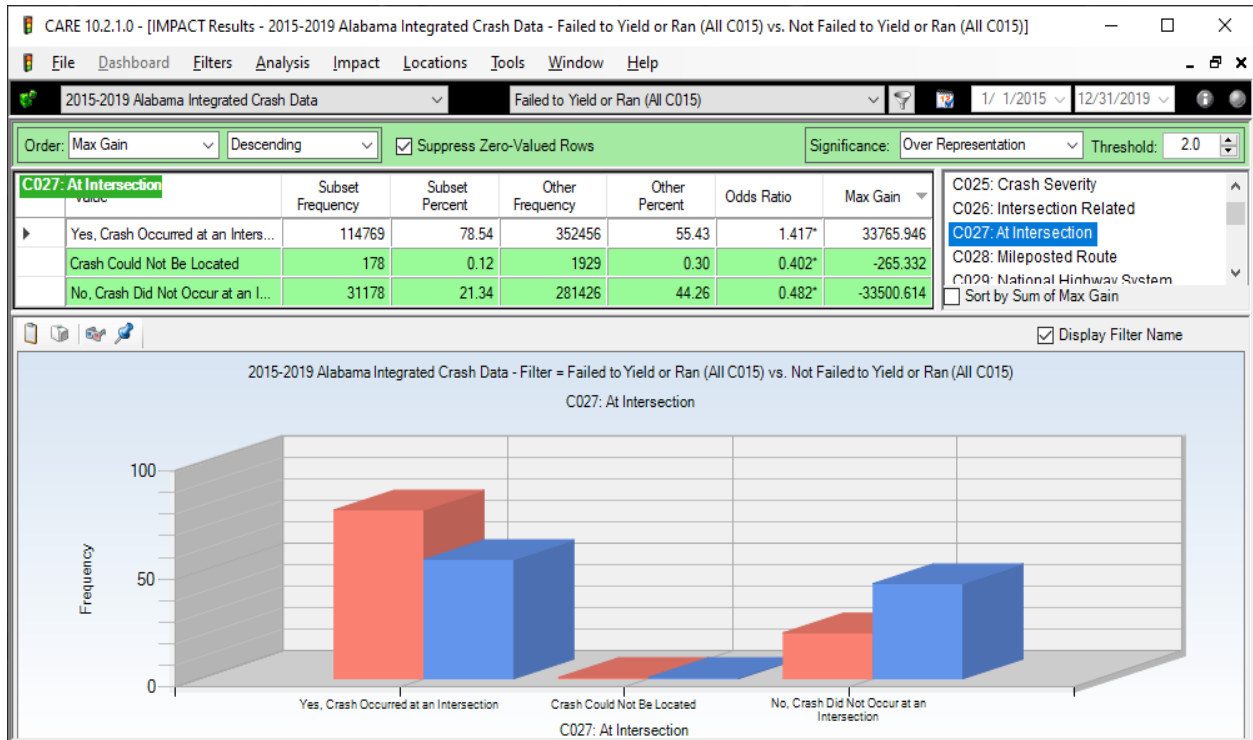 CARE 10.2.1.0 - [IMPACT Results - 2015-2019 Alabama Integrated Crash Data - Failed to Yield or Ran (All C015) vs. Not Failed to Yield or Ran (All C015)]
File Dashboard Filters Analysis Impact Locations Tools Window Help
2015-2019 Alabama Integrated Crash Data Failed to Yield or Ran (All C015) 1/ 1/2015 12/31/2019
Order: Max Gain Descending Suppress Zero-Valued Rows Significance: Over Representation Threshold: 2.0
C027: At Intersection Subset Frequency Subset Percent Other Frequency Other Percent Odds Ratio Max Gain
Yes, Crash Occurred at an Inters... 114769 78.54 352456 55.43 1.417* 33765.946
Crash Could Not Be Located 178 0.12 1929 0.30 0.402* -265.332
No, Crash Did Not Occur at an I... 31178 21.34 281426 44.26 0.482* -33500.614
C025: Crash Severity
C026: Intersection Related
C027: At Intersection
C028: Mileposted Route
C029: National Highway System
Sort by Sum of Max Gain
Display Filter Name
2015-2019 Alabama Integrated Crash Data - Filter = Failed to Yield or Ran (All C015) vs. Not Failed to Yield or Ran (All C015)
C027: At Intersection
100
50
0
Frequency
Yes, Crash Occurred at an Intersection
Crash Could Not Be Located
No, Crash Did Not Occur at an
Intersection
C027: At Intersection